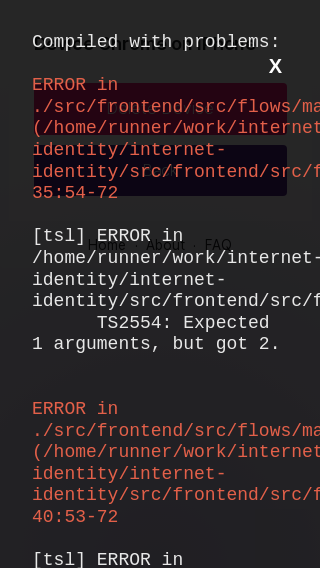 Compiled with problems:
X
ERROR in
./src/frontend/src/flows/ma
(/home/runner/work/internet
identity/internet-
identity/src/frontend/src/f
35:54-72
[tsl] ERROR in
Home · About · FAQ
/home/runner/work/internet-
identity/internet-
identity/src/frontend/src/f
TS2554: Expected
1 arguments, but got 2.
ERROR in
./src/frontend/src/flows/ma
(/home/runner/work/internet
identity/internet-
identity/src/frontend/src/f
40:53-72
[tsl] ERROR in